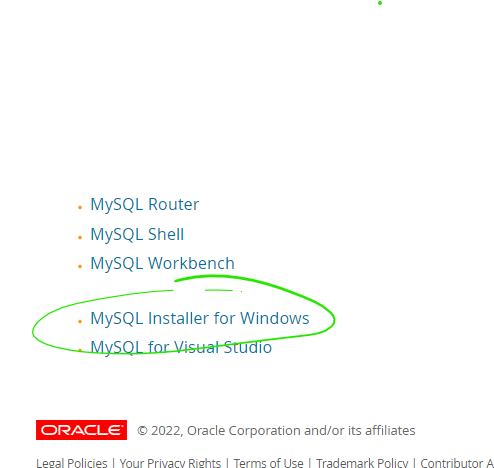 MySQL Router
MySQL Shell
MySQL Workbench
MySQL Installer for Windows
MySQL for Visual Studio
ORACLE © 2022, Oracle Corporation and/or its affiliates
Legal Policies | Your Privacy Rights | Terms of Use | Trademark Policy | Contributor A